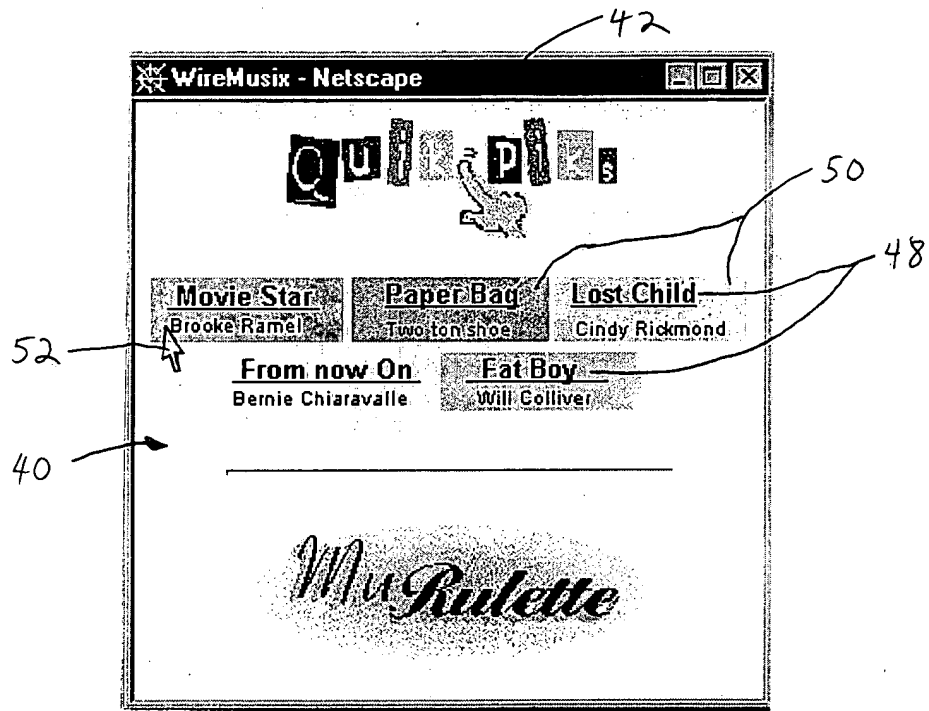 42
WireMusix - Netscape
Quik Piks
50
48
Movie Star Paper Bag Lost Child
Brooke Ramel Two ton shoe Cindy Rickmond
52
From now On Fat Boy
Bernie Chiaravalle Will Colliver
40
MuRulette